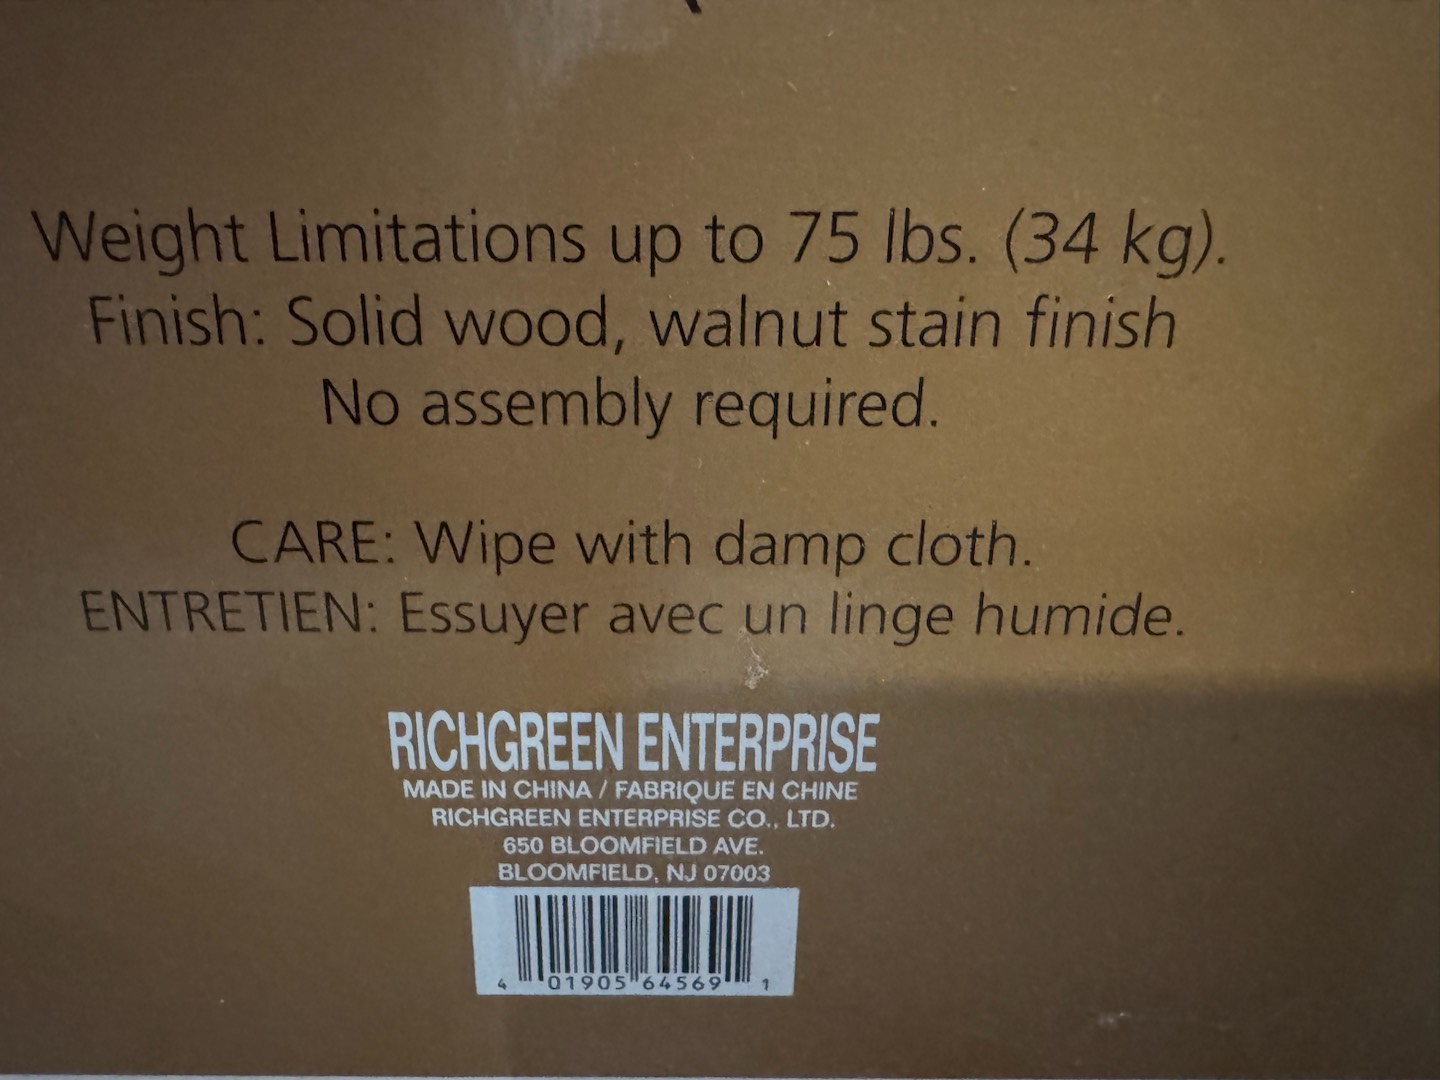 Weight Limitations up to 75 lbs. (34 kg).
Finish: Solid wood, walnut stain finish
No assembly required.
CARE: Wipe with damp cloth.
ENTRETIEN: Essuyer avec un linge humide.
RICHGREEN ENTERPRISE
MADE IN CHINA / FABRIQUE EN CHINE
RICHGREEN ENTERPRISE CO., LTD.
650 BLOOMFIELD AVE.
BLOOMFIELD, NJ 07003
4 01905 64569 1